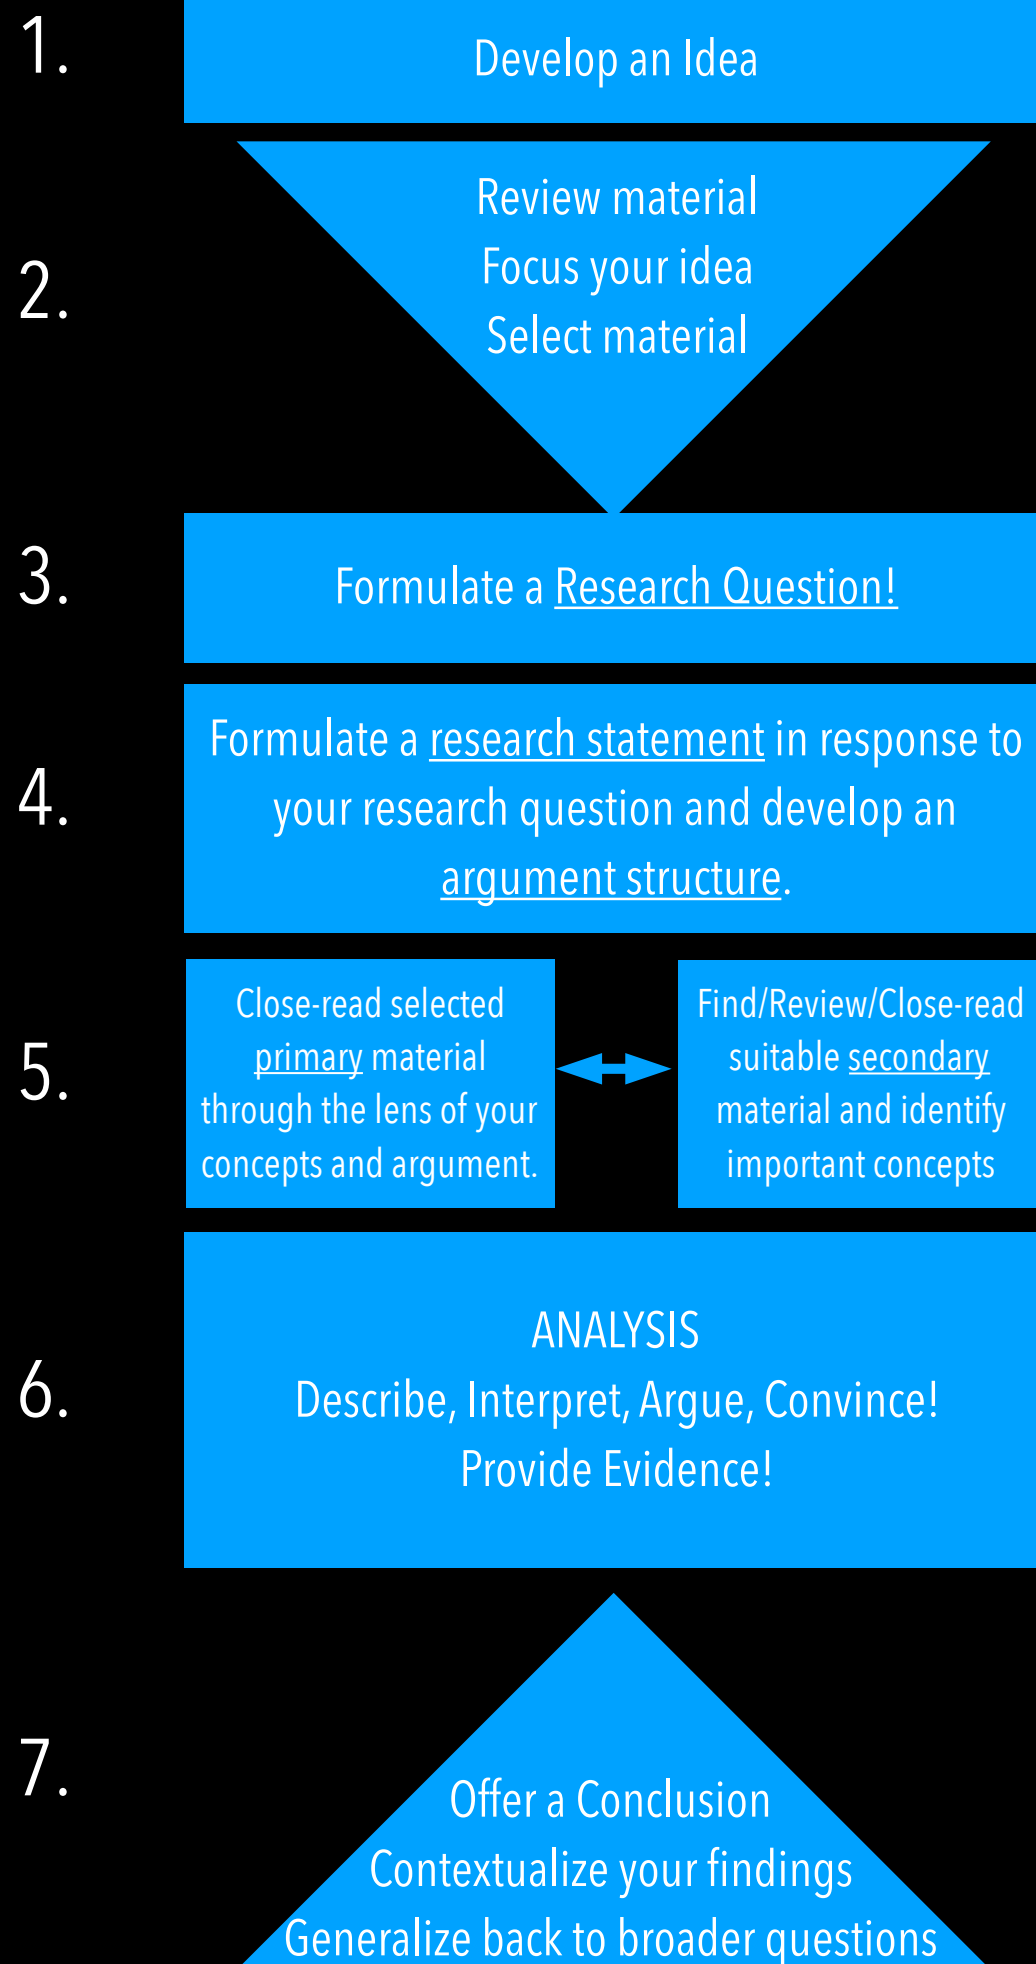 1.
Develop an Idea
2.
Review material
Focus your idea
Select material
3.
Formulate a Research Question!
4.
Formulate a research statement in response to
your research question and develop an
argument structure.
5.
Close-read selected
primary material
through the lens of your
concepts and argument.
Find/Review/Close-read
suitable secondary
material and identify
important concepts
6.
ANALYSIS
Describe, Interpret, Argue, Convince!
Provide Evidence!
7.
Offer a Conclusion
Contextualize your findings
Generalize back to broader questions